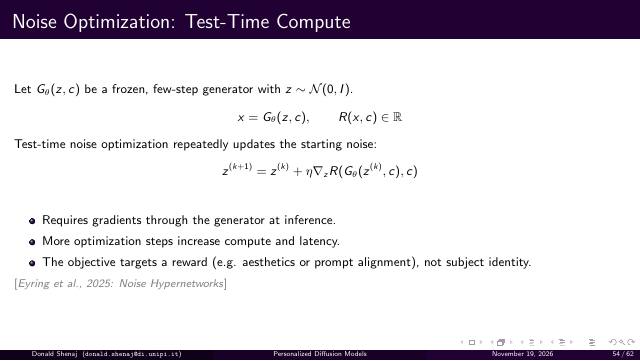 Noise Optimization: Test-Time Compute
Let G_θ(z, c) be a frozen, few-step generator with z ∼ 𝒩(0, I).
x = G_θ(z, c),   R(x, c) ∈ ℝ
Test-time noise optimization repeatedly updates the starting noise:
z^(k+1) = z^(k) + η∇_z R(G_θ(z^(k), c), c)
Requires gradients through the generator at inference.
More optimization steps increase compute and latency.
The objective targets a reward (e.g. aesthetics or prompt alignment), not subject identity.
[Eyring et al., 2025: Noise Hypernetworks]
Donald Shenaj (donald.shenaj@di.unipi.it) Personalized Diffusion Models November 19, 2026 54 / 62